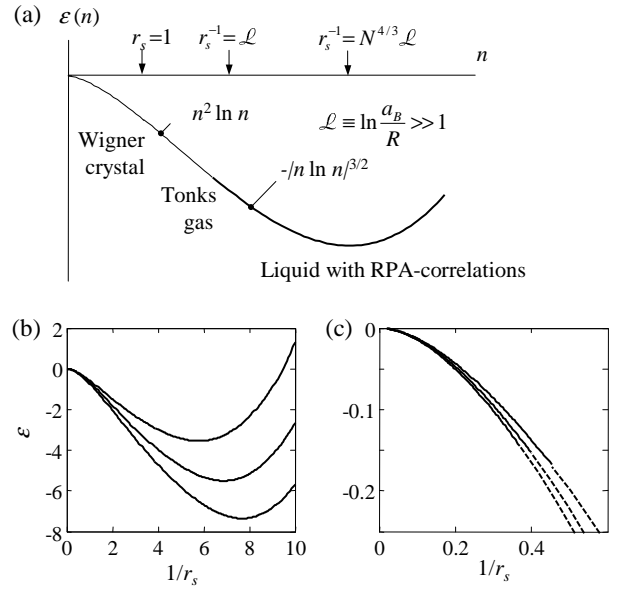 (a) ε(n)
r_s=1 r_s^{-1}=ℒ r_s^{-1}=N^{4/3}ℒ
n
n² ln n
ℒ≡ln a_B/R >>1
Wigner
crystal
-|n ln n|^{3/2}
Tonks
gas
Liquid with RPA-correlations
(b) (c)
2
0
-2
-4
-6
-8
ε
0 2 4 6 8 10
1/r_s
0
-0.1
-0.2
0 0.2 0.4
1/r_s